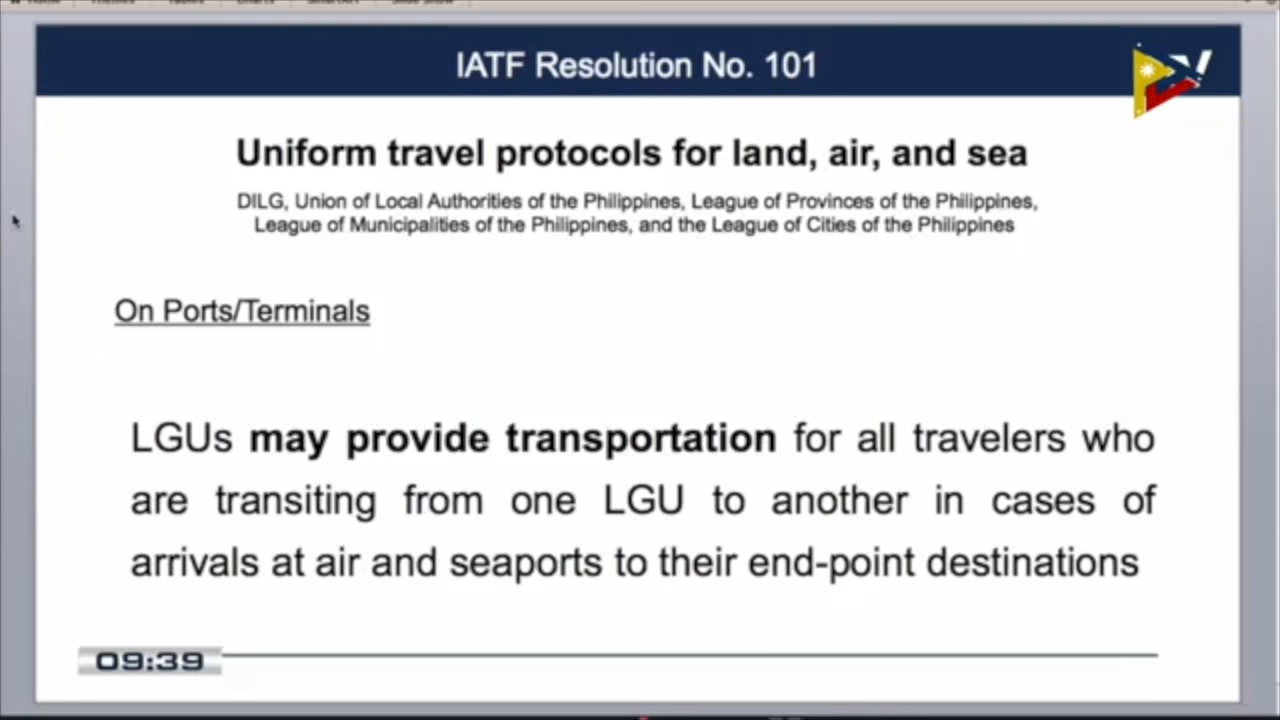 IATF Resolution No. 101
Uniform travel protocols for land, air, and sea
DILG, Union of Local Authorities of the Philippines, League of Provinces of the Philippines,
League of Municipalities of the Philippines, and the League of Cities of the Philippines
On Ports/Terminals
LGUs may provide transportation for all travelers who
are transiting from one LGU to another in cases of
arrivals at air and seaports to their end-point destinations
09:39